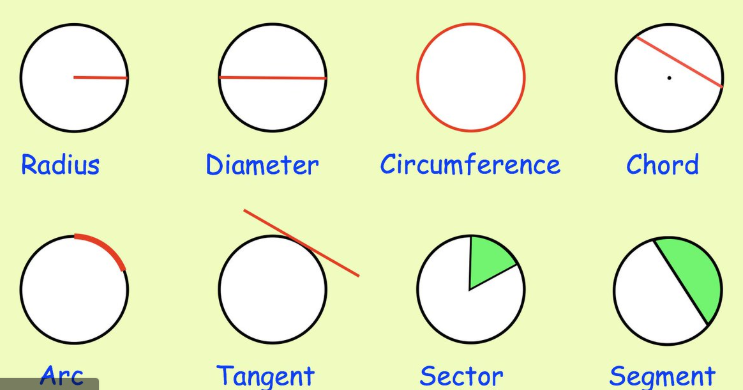 Radius Diameter Circumference Chord
Arc Tangent Sector Segment